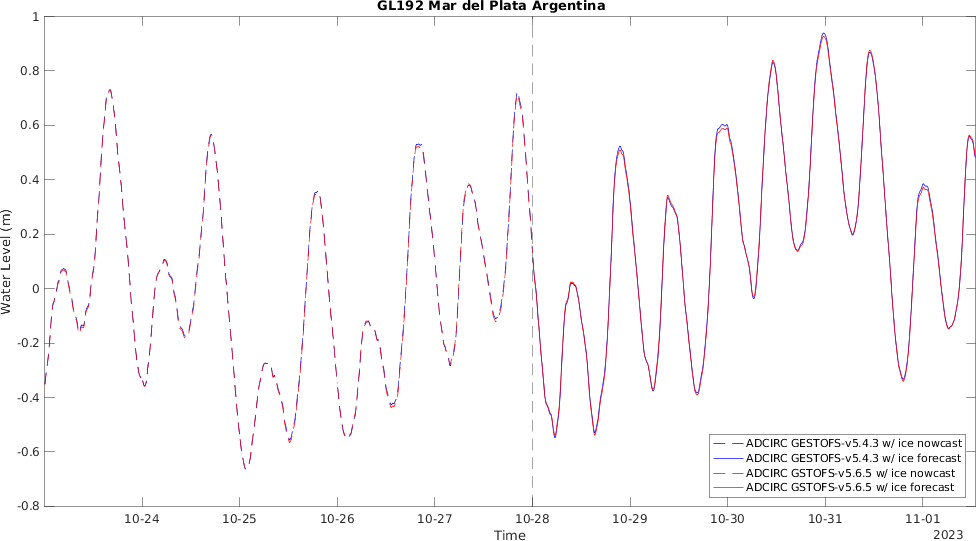 GL192 Mar del Plata Argentina
1
0.8
0.6
0.4
0.2
0
-0.2
-0.4
-0.6
-0.8
Water Level (m)
ADCIRC GESTOFS-v5.4.3 w/ ice nowcast
ADCIRC GESTOFS-v5.4.3 w/ ice forecast
ADCIRC GSTOFS-v5.6.5 w/ ice nowcast
ADCIRC GSTOFS-v5.6.5 w/ ice forecast
10-24 10-25 10-26 10-27 10-28 10-29 10-30 10-31 11-01
Time
2023